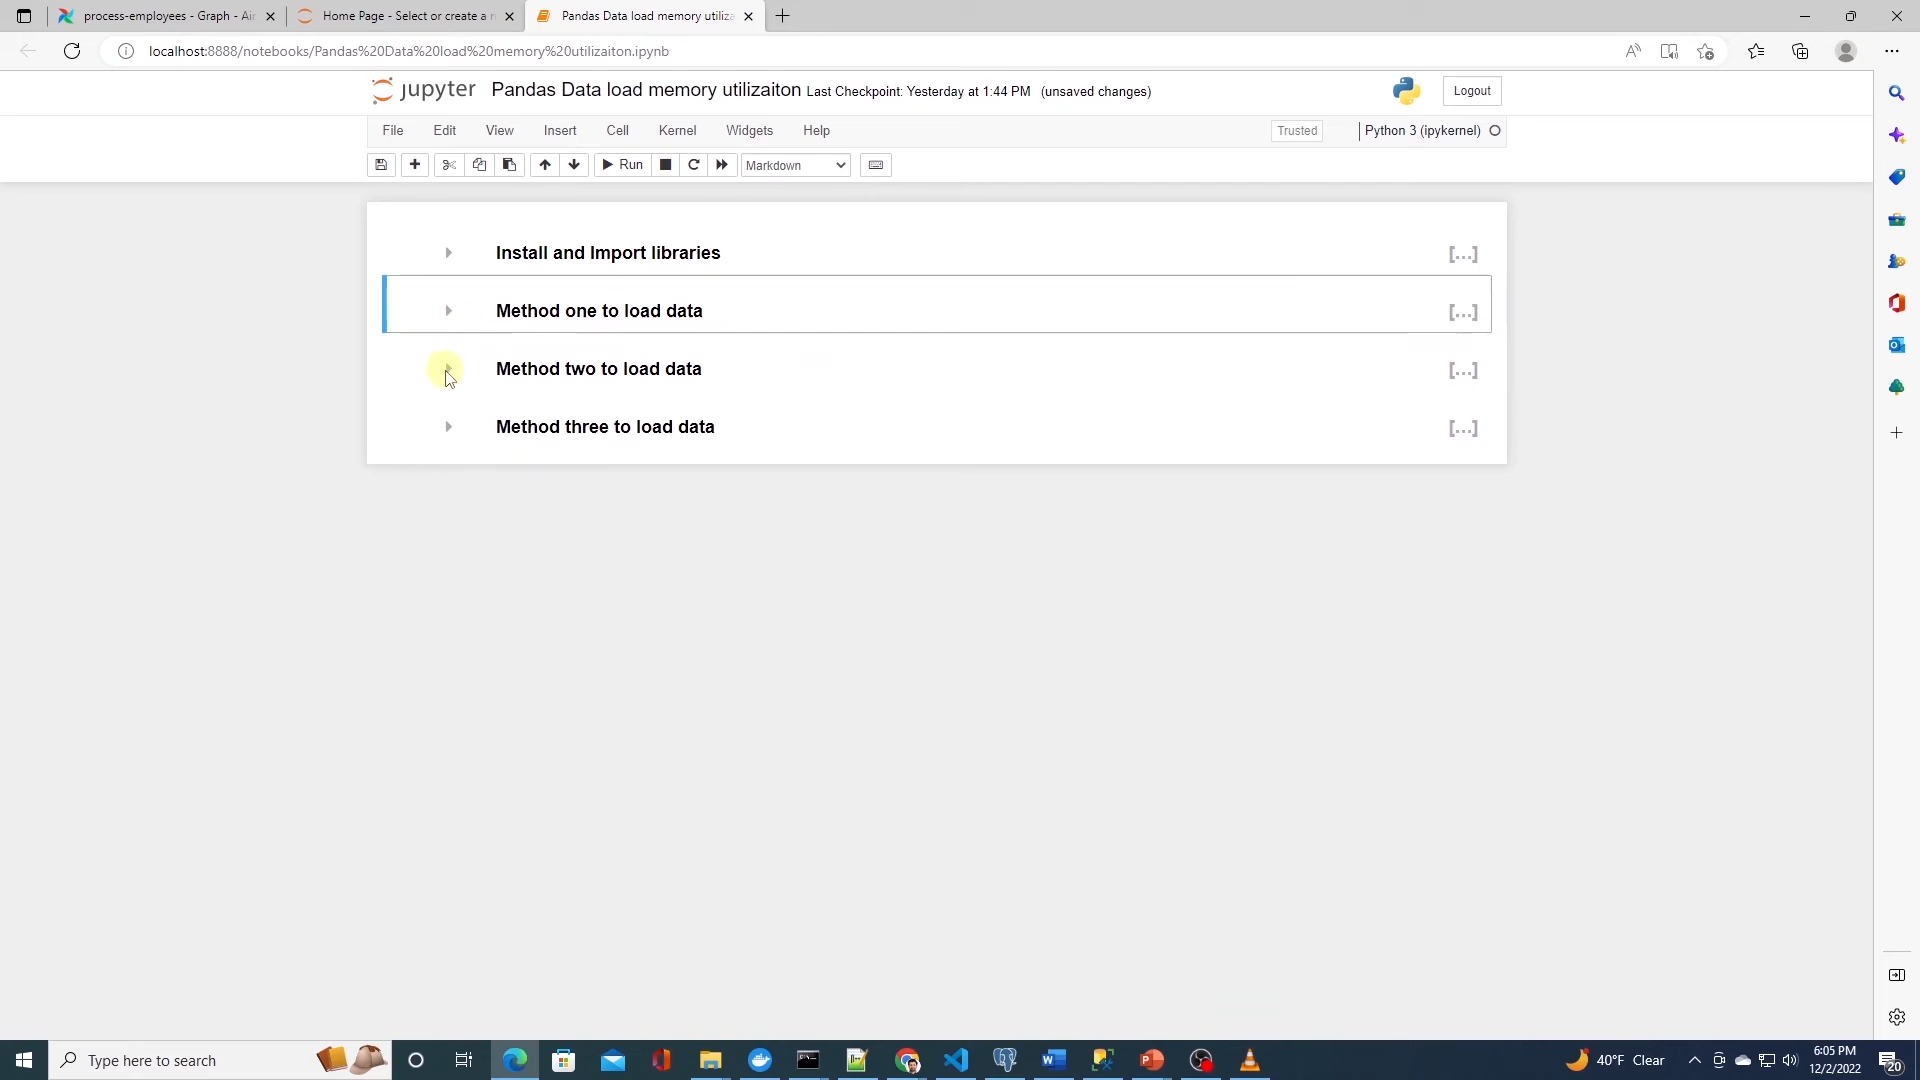 process-employees - Graph - Air
Home Page - Select or create a n
Pandas Data load memory utiliza
localhost:8888/notebooks/Pandas%20Data%20load%20memory%20utilizaiton.ipynb
jupyter Pandas Data load memory utilizaiton Last Checkpoint: Yesterday at 1:44 PM (unsaved changes)
Logout
File Edit View Insert Cell Kernel Widgets Help
Trusted
Python 3 (ipykernel)
Run
Markdown
Install and Import libraries
[...]
Method one to load data
[...]
Method two to load data
[...]
Method three to load data
[...]
Type here to search
40°F Clear
6:05 PM
12/2/2022
20